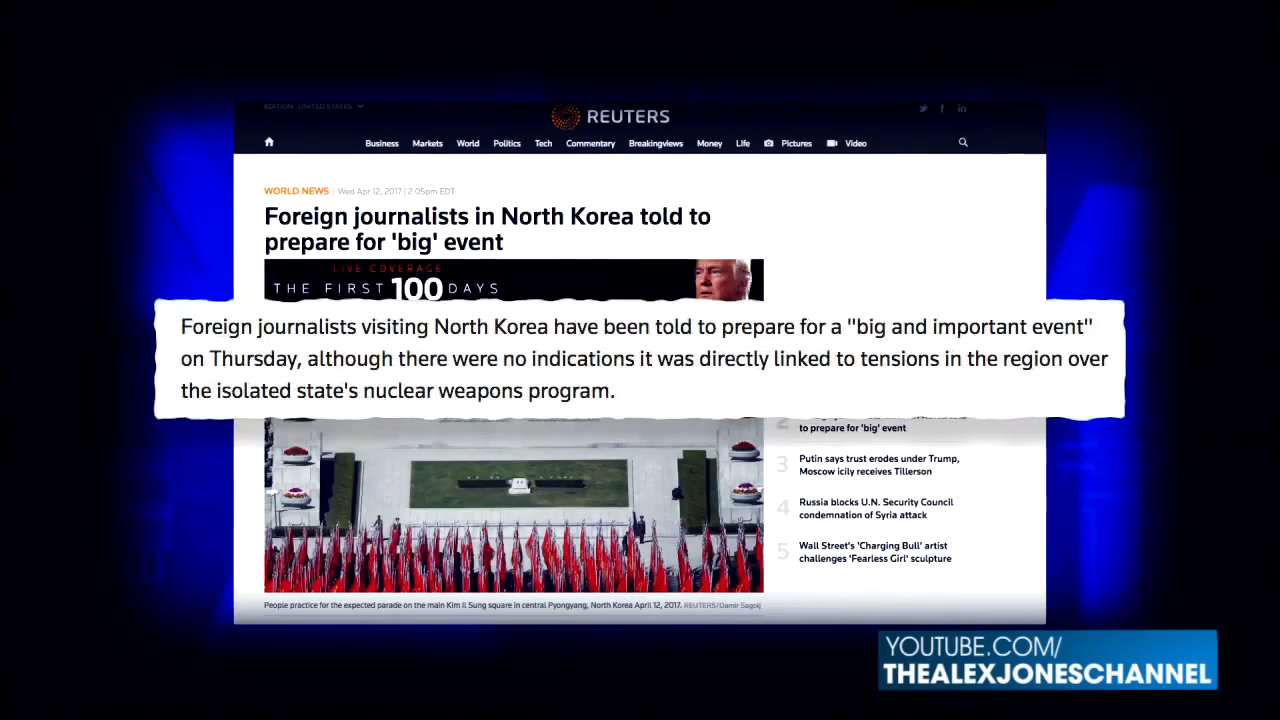 EDITION: UNITED STATES
REUTERS
Business Markets World Politics Tech Commentary Breakingviews Money Life Pictures Video
WORLD NEWS | Wed Apr 12, 2017 | 2:05pm EDT
Foreign journalists in North Korea told to
prepare for 'big' event
LIVE COVERAGE
THE FIRST 100 DAYS
Foreign journalists visiting North Korea have been told to prepare for a "big and important event"
on Thursday, although there were no indications it was directly linked to tensions in the region over
the isolated state's nuclear weapons program.
2
to prepare for 'big' event
3 Putin says trust erodes under Trump,
Moscow icily receives Tillerson
4 Russia blocks U.N. Security Council
condemnation of Syria attack
5 Wall Street's 'Charging Bull' artist
challenges 'Fearless Girl' sculpture
People practice for the expected parade on the main Kim Il Sung square in central Pyongyang, North Korea April 12, 2017. REUTERS/Damir Sagolj
YOUTUBE.COM/
THEALEXJONESCHANNEL